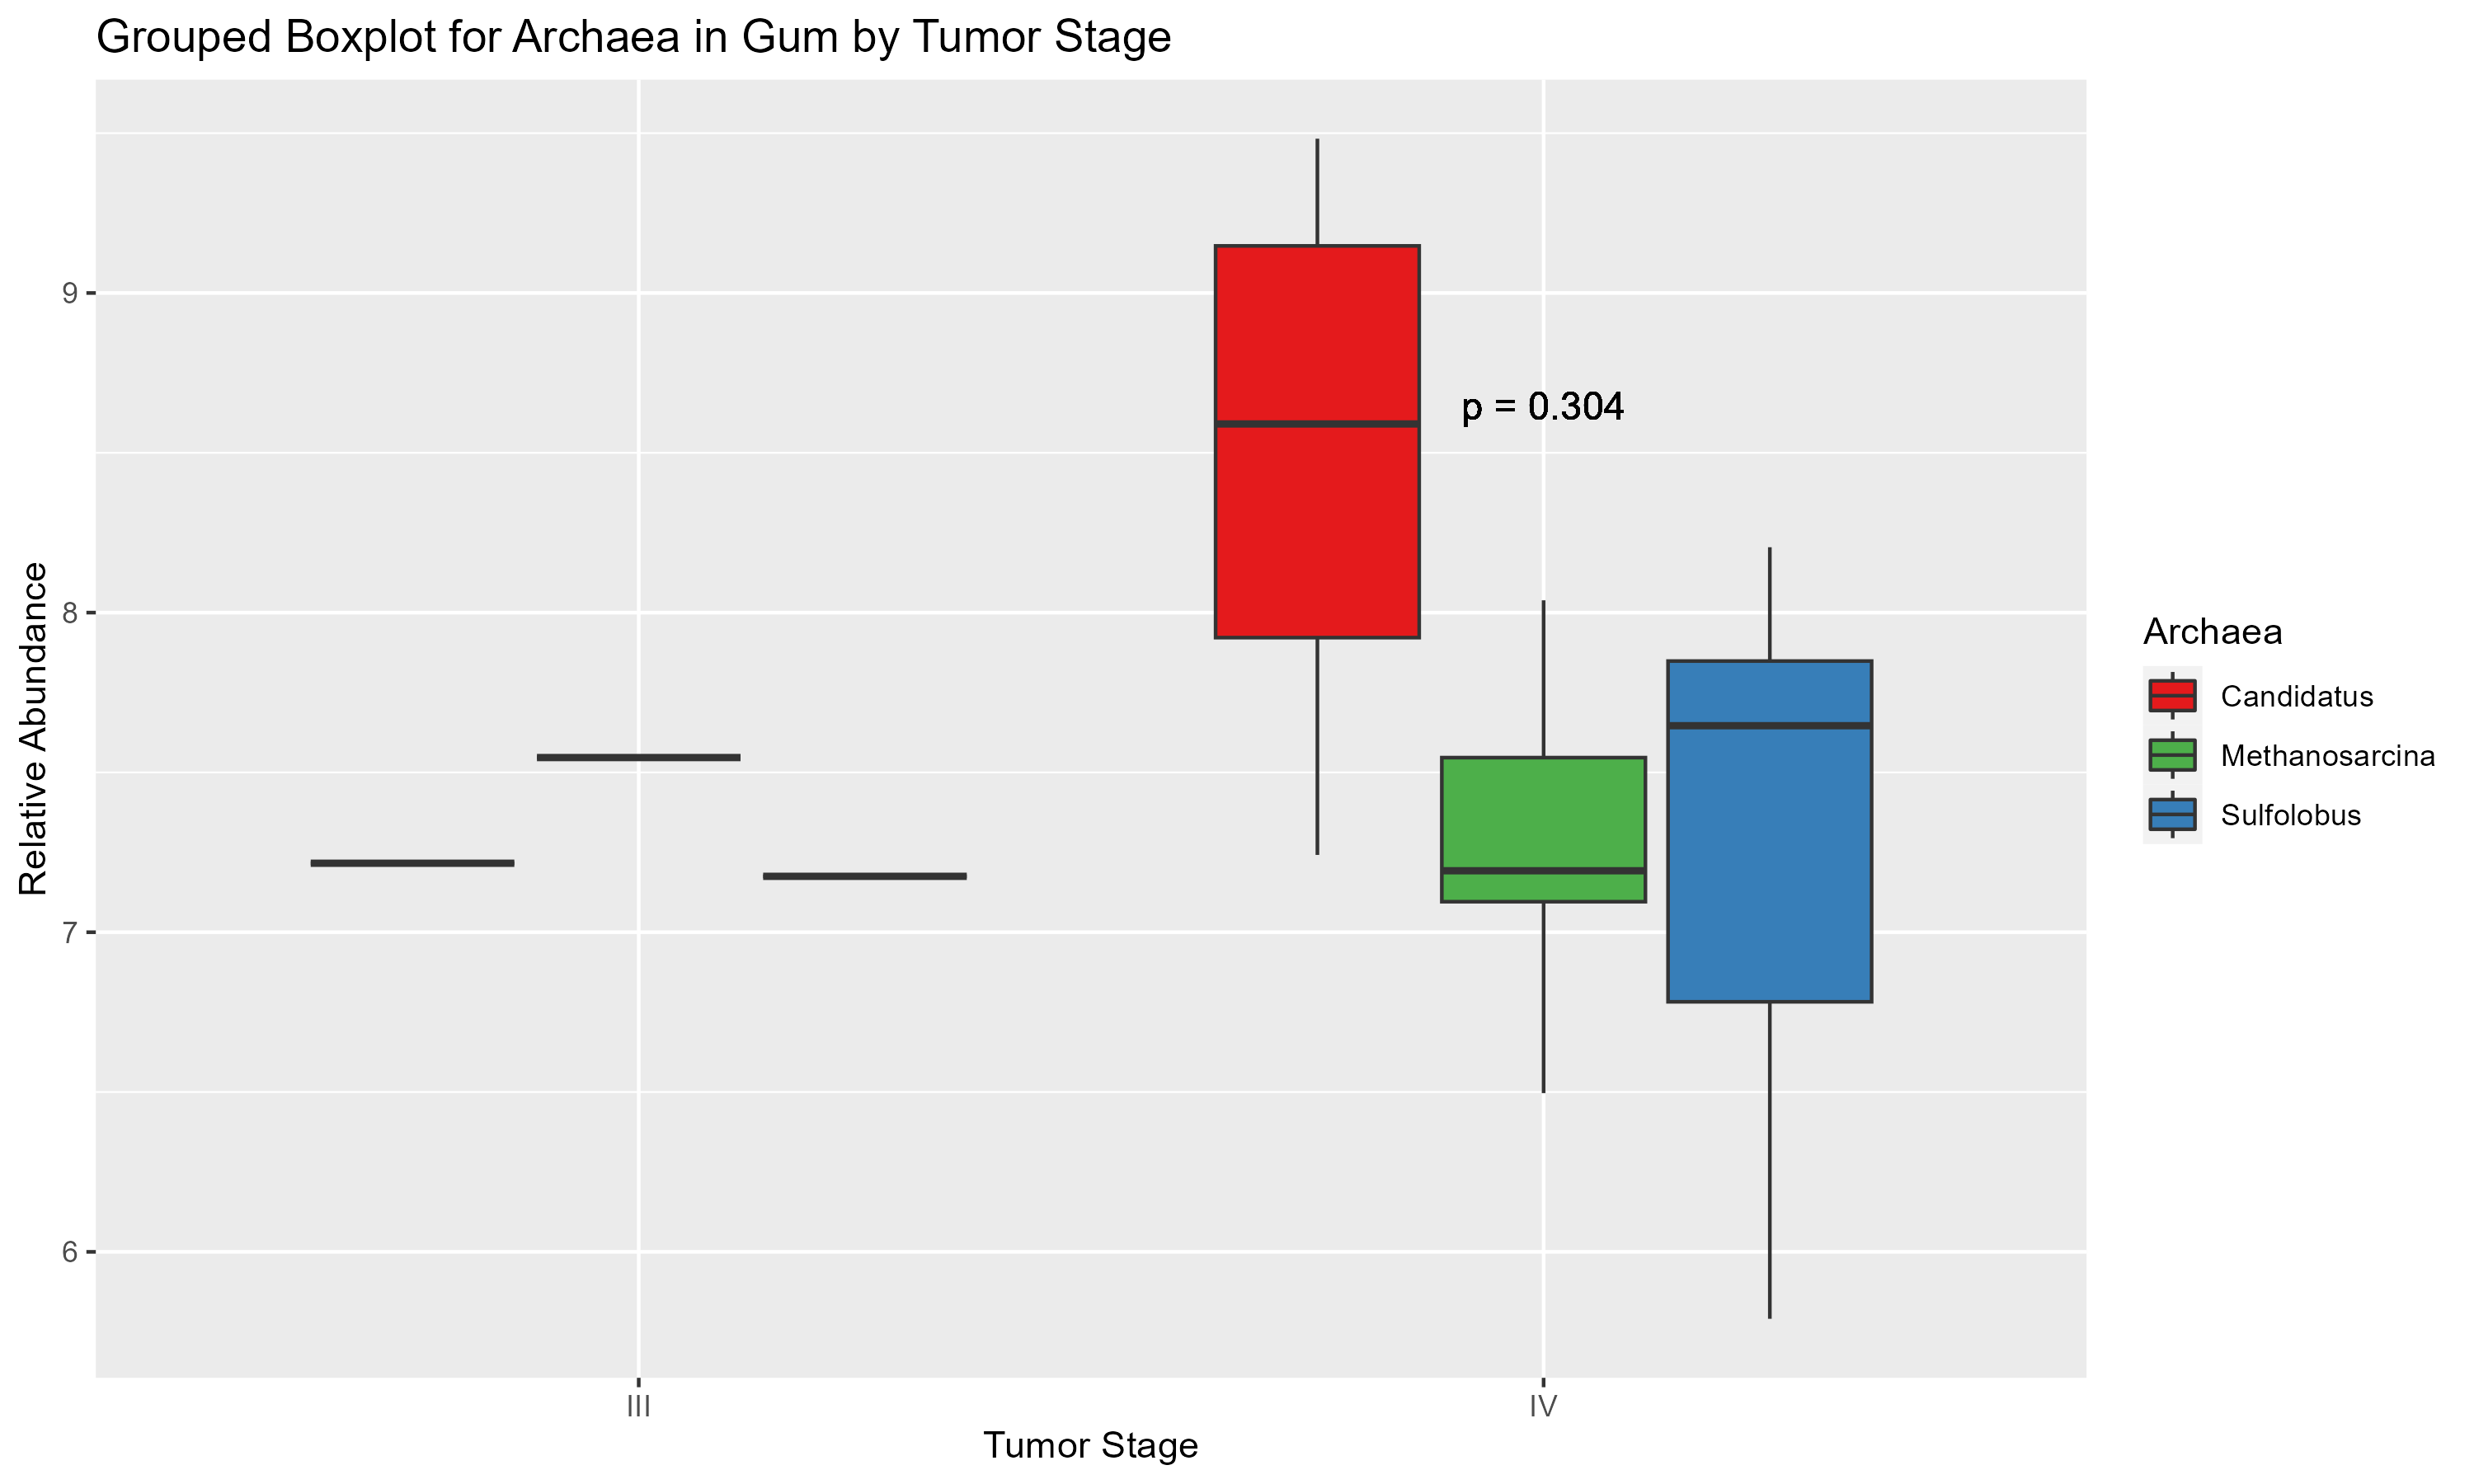 Grouped Boxplot for Archaea in Gum by Tumor Stage
Relative Abundance
9
8
7
6
p = 0.304
III
IV
Tumor Stage
Archaea
Candidatus
Methanosarcina
Sulfolobus